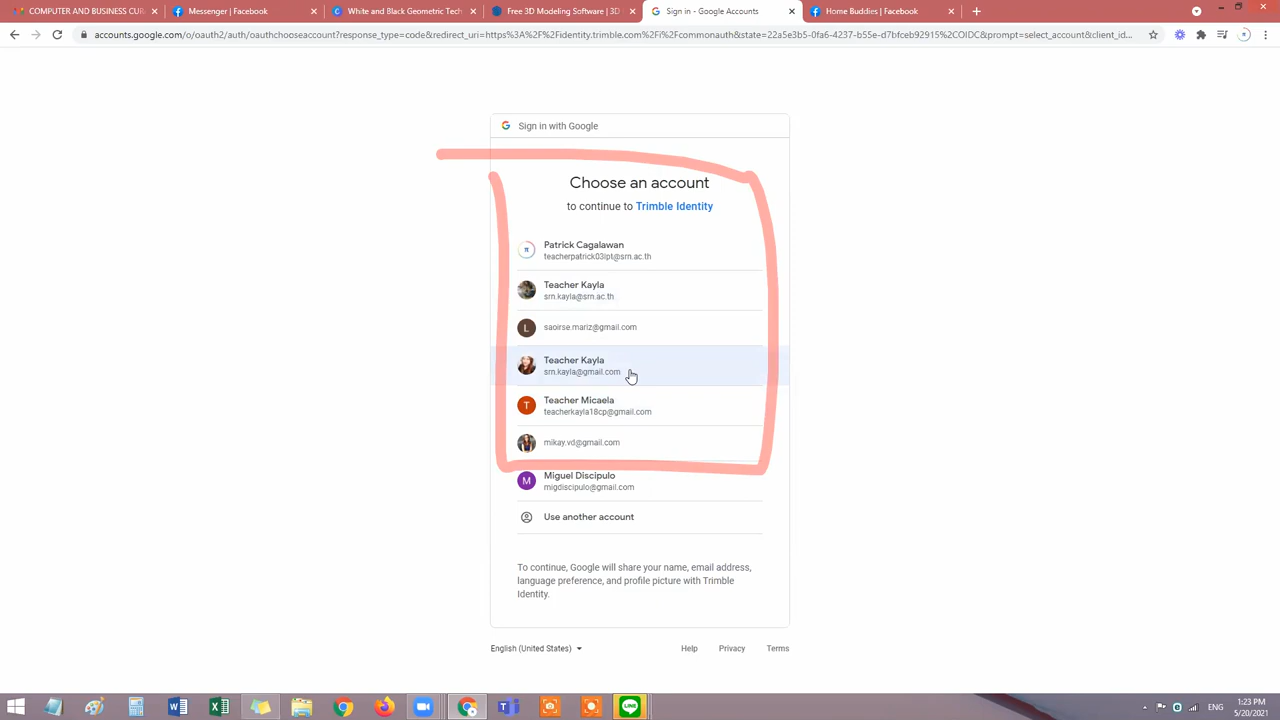 COMPUTER AND BUSINESS CUR
Messenger | Facebook
White and Black Geometric Tech
Free 3D Modeling Software | 3D
Sign in - Google Accounts
Home Buddies | Facebook
accounts.google.com/o/oauth2/auth/oauthchooseaccount?response_type=code&redirect_uri=https%3A%2F%2Fidentity.trimble.com%2Fi%2Fcommonauth&state=22a5e3b5-0fa6-4237-b55e-d7bfceb92915%2COIDC&prompt=select_account&client_id...
Sign in with Google
Choose an account
to continue to Trimble Identity
Patrick Cagalawan
teacherpatrick03ipt@srn.ac.th
Teacher Kayla
srn.kayla@srn.ac.th
L
saoirse.mariz@gmail.com
Teacher Kayla
srn.kayla@gmail.com
T
Teacher Micaela
teacherkayla18cp@gmail.com
mikay.vd@gmail.com
M
Miguel Discipulo
migdiscipulo@gmail.com
Use another account
To continue, Google will share your name, email address,
language preference, and profile picture with Trimble
Identity.
English (United States)
Help
Privacy
Terms
LINE
ENG
1:23 PM
5/20/2021